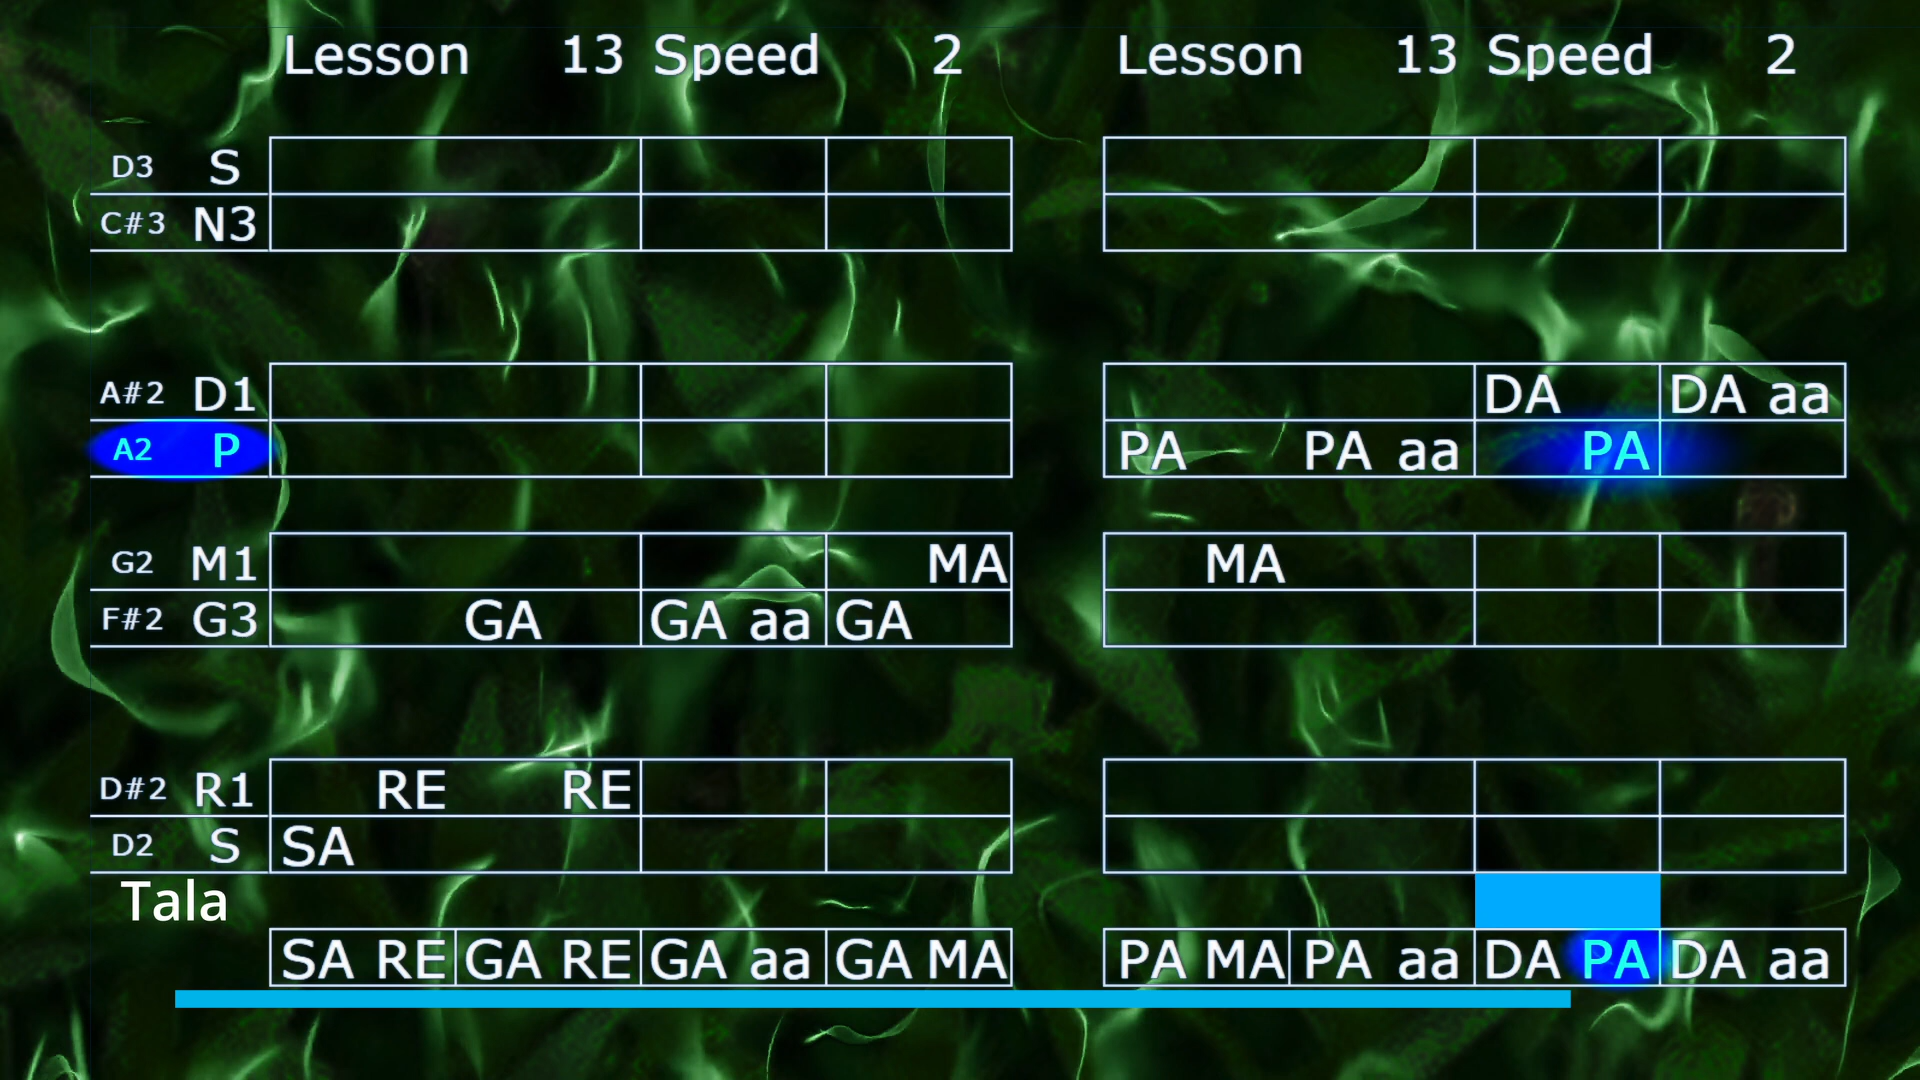 Lesson 13 Speed 2 Lesson 13 Speed 2
D3 S
C#3 N3
A#2 D1 DA DA aa
A2 P PA PA aa PA
G2 M1 MA MA
F#2 G3 GA GA aa GA
D#2 R1 RE RE
D2 S SA
Tala
SA RE GA RE GA aa GA MA PA MA PA aa DA PA DA aa